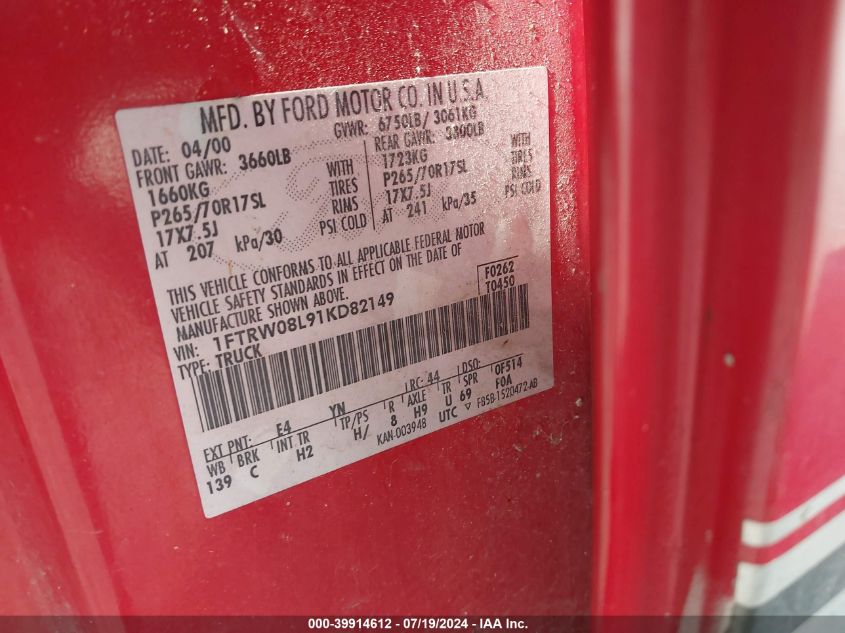 MFD. BY FORD MOTOR CO. IN U.S.A.
DATE: 04/00 GVWR: 6750LB/ 3061KG
FRONT GAWR: 3660LB REAR GAWR: 3800LB
1660KG WITH 1723KG WITH
P265/70R17SL TIRES P265/70R17SL TIRES
17X7.5J RIMS 17X7.5J RIMS
AT 207 kPa/30 PSI COLD AT 241 kPa/35 PSI COLD
THIS VEHICLE CONFORMS TO ALL APPLICABLE FEDERAL MOTOR
VEHICLE SAFETY STANDARDS IN EFFECT ON THE DATE OF
MANUFACTURE SHOWN ABOVE. F0262
VIN: 1FTRW08L91KD82149 T0450
TYPE: TRUCK
EXT PNT: E4 YN RC: 44 DSO: 0F514
WB BRK INT TR TP/PS R AXLE TR SPR F0A
139 C H2 H/ 8 H9 U 69
KAN-003948 UTC ▽ F85B-1520472-AB
000-39914612 - 07/19/2024 - IAA Inc.